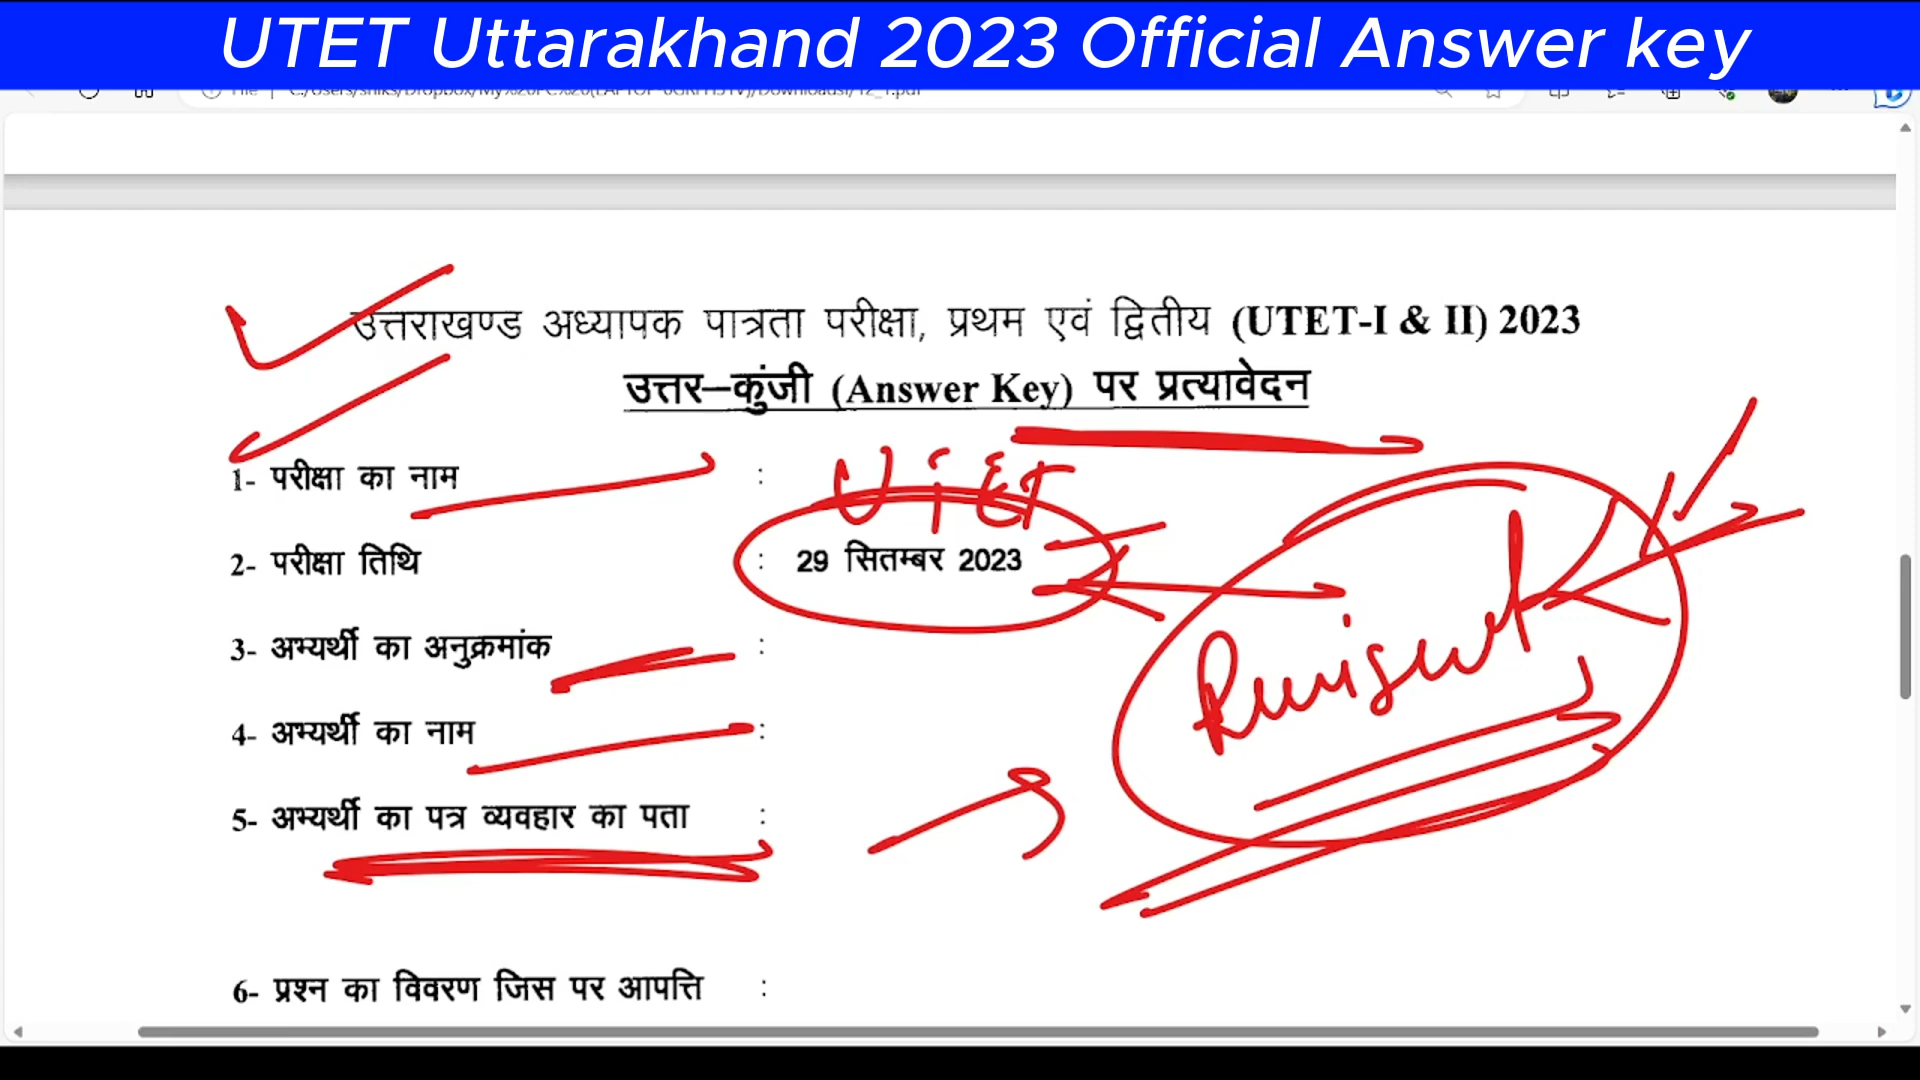 UTET Uttarakhand 2023 Official Answer key
उत्तराखण्ड अध्यापक पात्रता परीक्षा, प्रथम एवं द्वितीय (UTET-I & II) 2023
उत्तर–कुंजी (Answer Key) पर प्रत्यावेदन
1- परीक्षा का नाम : UTET
2- परीक्षा तिथि : 29 सितम्बर 2023
3- अभ्यर्थी का अनुक्रमांक :
4- अभ्यर्थी का नाम :
5- अभ्यर्थी का पत्र व्यवहार का पता :
6- प्रश्न का विवरण जिस पर आपत्ति :